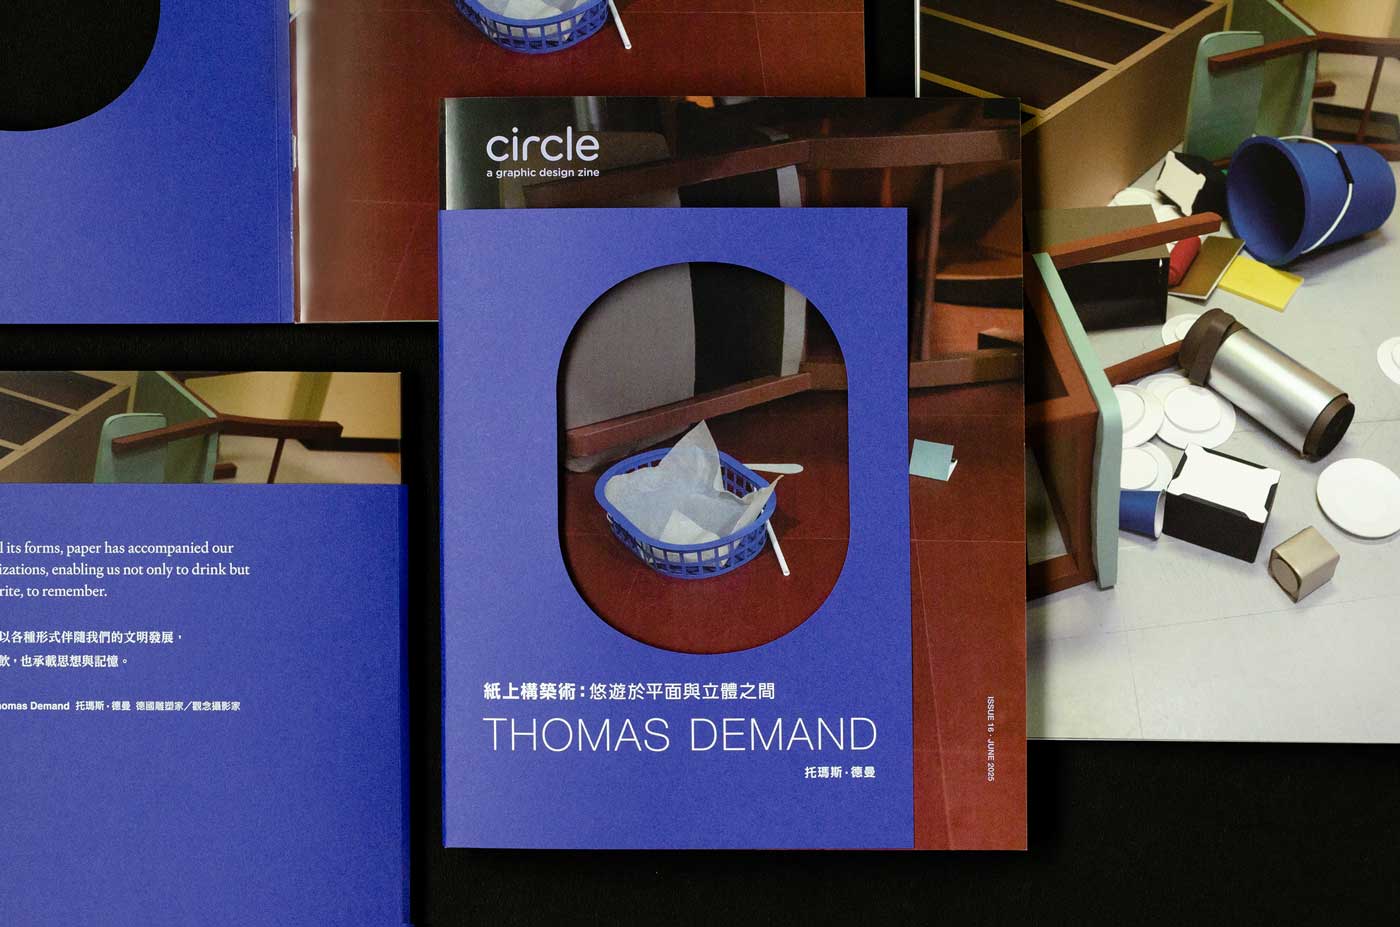 circle
a graphic design zine
紙上構築術：悠遊於平面與立體之間
THOMAS DEMAND
托瑪斯·德曼
ISSUE 16 · JUNE 2025
its forms, paper has accompanied our
enabling us not only to drink but
to remember.
以各種形式伴隨我們的文明發展，
飲，也承載思想與記憶。
Demand 托瑪斯·德曼 德國雕塑家／觀念攝影家